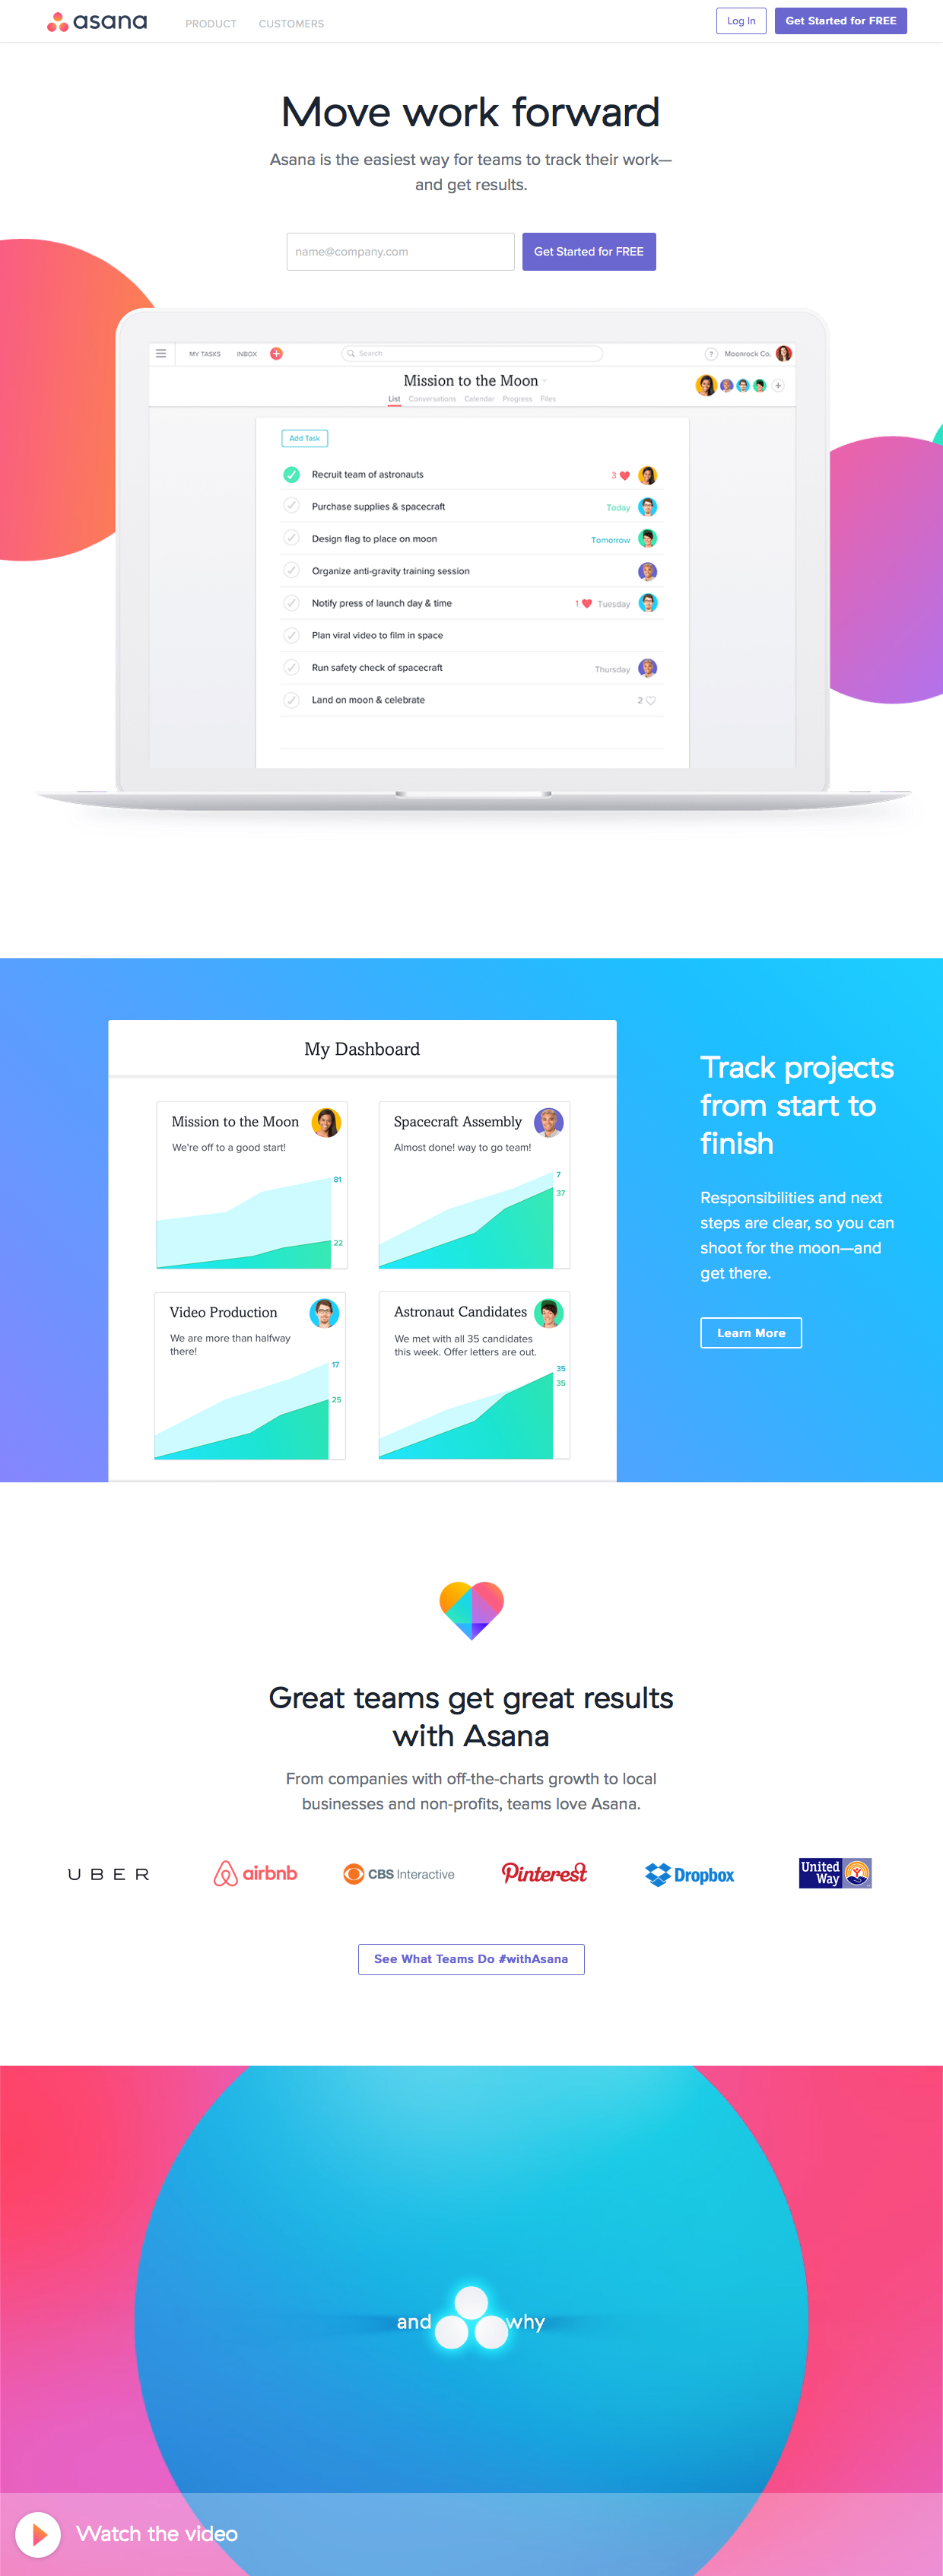 asana
PRODUCT
CUSTOMERS
Log In
Get Started for FREE
Move work forward
Asana is the easiest way for teams to track their work—
and get results.
name@company.com
Get Started for FREE
MY TASKS
INBOX
Search
?
Moonrock Co.
Mission to the Moon
List
Conversations
Calendar
Progress
Files
Add Task
Recruit team of astronauts
3
Purchase supplies & spacecraft
Today
Design flag to place on moon
Tomorrow
Organize anti-gravity training session
Notify press of launch day & time
1
Tuesday
Plan viral video to film in space
Run safety check of spacecraft
Thursday
Land on moon & celebrate
2
My Dashboard
Mission to the Moon
We're off to a good start!
81
22
Spacecraft Assembly
Almost done! way to go team!
7
37
Video Production
We are more than halfway
there!
17
25
Astronaut Candidates
We met with all 35 candidates
this week. Offer letters are out.
35
35
Track projects
from start to
finish
Responsibilities and next
steps are clear, so you can
shoot for the moon—and
get there.
Learn More
Great teams get great results
with Asana
From companies with off-the-charts growth to local
businesses and non-profits, teams love Asana.
UBER
airbnb
CBS Interactive
Pinterest
Dropbox
United
Way
See What Teams Do #withAsana
and
why
Watch the video